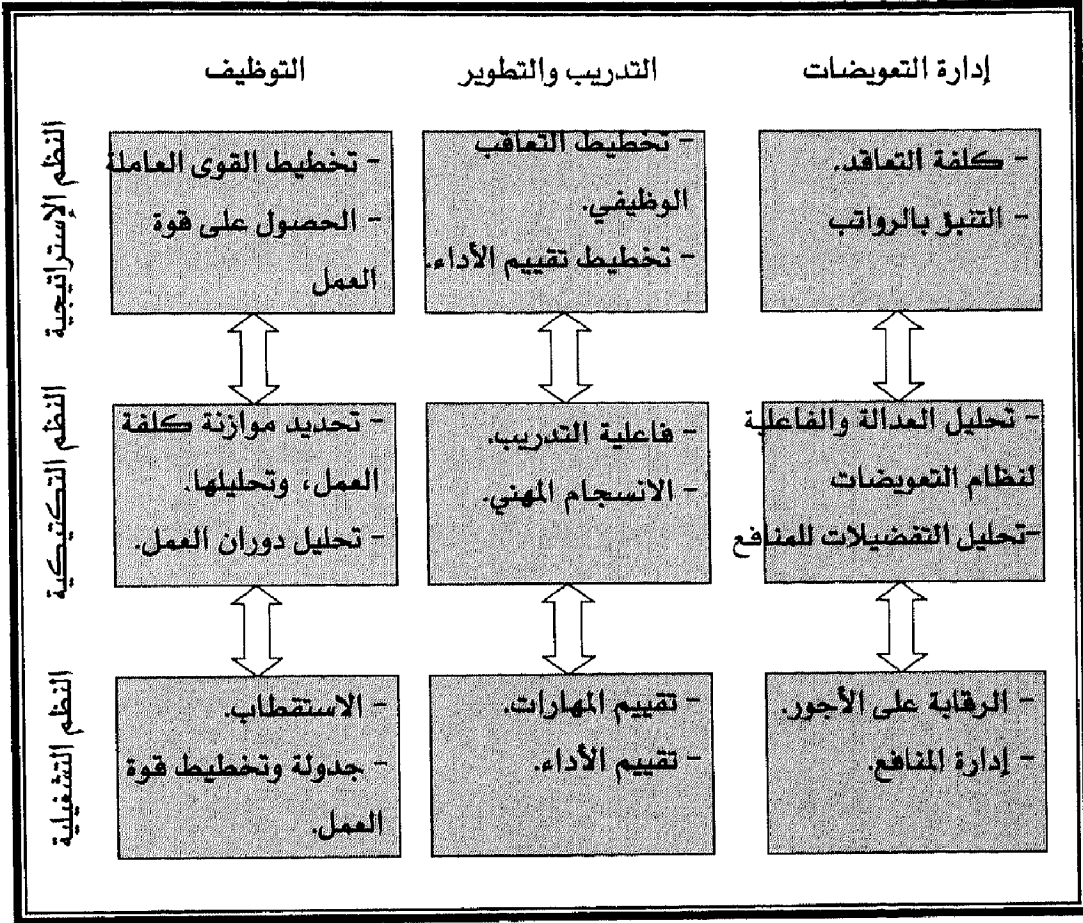 إدارة التعويضات
التدريب والتطوير
التوظيف
النظم الإستراتيجية
- كلفة التعاقد.
- التنبؤ بالرواتب
- تخطيط التعاقب
الوظيفي.
- تخطيط تقييم الأداء.
- تخطيط القوى العاملة
- الحصول على قوة
العمل
النظم التكتيكية
- تحليل العدالة والفاعلية
لنظام التعويضات
-تحليل التفضيلات للمنافع
- فاعلية التدريب.
- الانسجام المهني.
- تحديد موازنة كلفة
العمل، وتحليلها.
- تحليل دوران العمل.
النظم التشغيلية
- الرقابة على الأجور.
- إدارة المنافع.
- تقييم المهارات.
- تقييم الأداء.
- الاستقطاب.
- جدولة وتخطيط قوة
العمل.